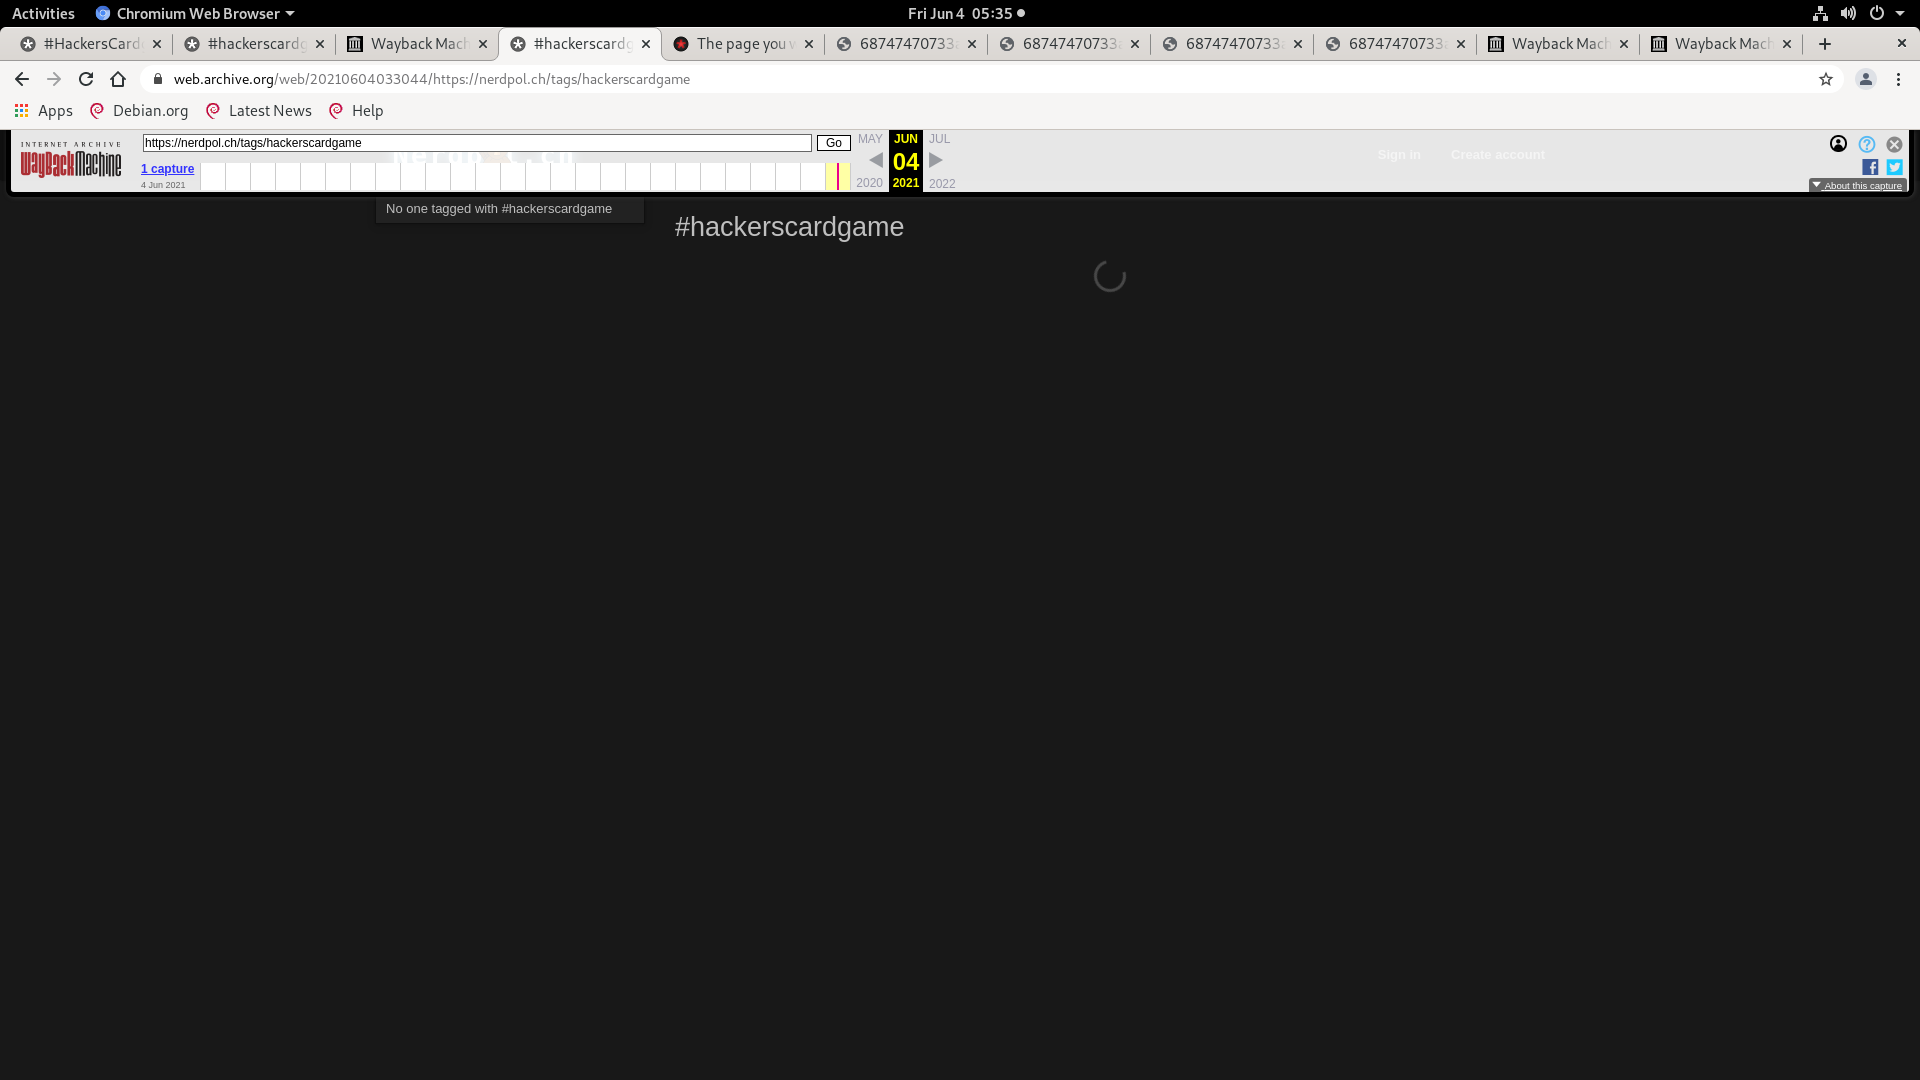 Activities Chromium Web Browser Fri Jun 4 05:35
#HackersCard #hackerscardg Wayback Mach #hackerscardg The page you 68747470733 68747470733 68747470733 68747470733 Wayback Mach Wayback Mach
web.archive.org/web/20210604033044/https://nerdpol.ch/tags/hackerscardgame
Apps Debian.org Latest News Help
INTERNET ARCHIVE
WayBackMachine
https://nerdpol.ch/tags/hackerscardgame Go
1 capture
4 Jun 2021
MAY JUN JUL
04
2020 2021 2022
Sign in Create account
About this capture
No one tagged with #hackerscardgame
#hackerscardgame